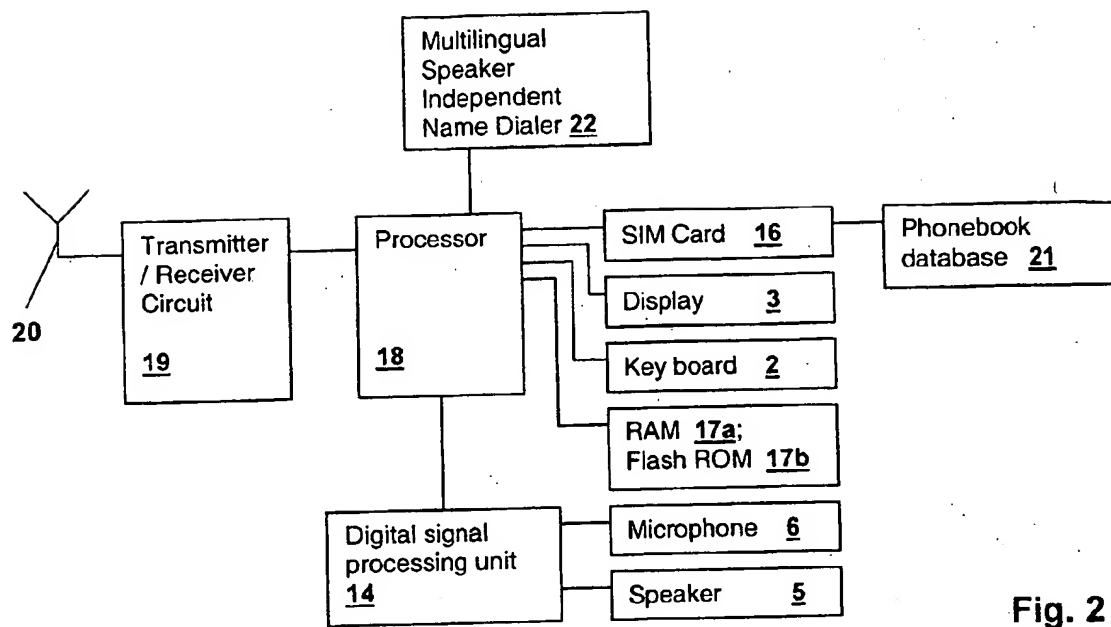 Multilingual
Speaker
Independent
Name Dialer 22
Transmitter
/ Receiver
Circuit
19
20
Processor
18
SIM Card 16
Phonebook
database 21
Display 3
Key board 2
RAM 17a;
Flash ROM 17b
Digital signal
processing unit
14
Microphone 6
Speaker 5
Fig. 2